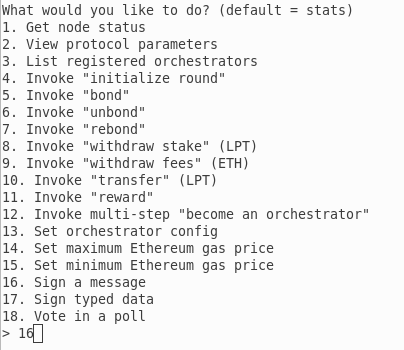 What would you like to do? (default = stats)
1. Get node status
2. View protocol parameters
3. List registered orchestrators
4. Invoke "initialize round"
5. Invoke "bond"
6. Invoke "unbond"
7. Invoke "rebond"
8. Invoke "withdraw stake" (LPT)
9. Invoke "withdraw fees" (ETH)
10. Invoke "transfer" (LPT)
11. Invoke "reward"
12. Invoke multi-step "become an orchestrator"
13. Set orchestrator config
14. Set maximum Ethereum gas price
15. Set minimum Ethereum gas price
16. Sign a message
17. Sign typed data
18. Vote in a poll
> 16